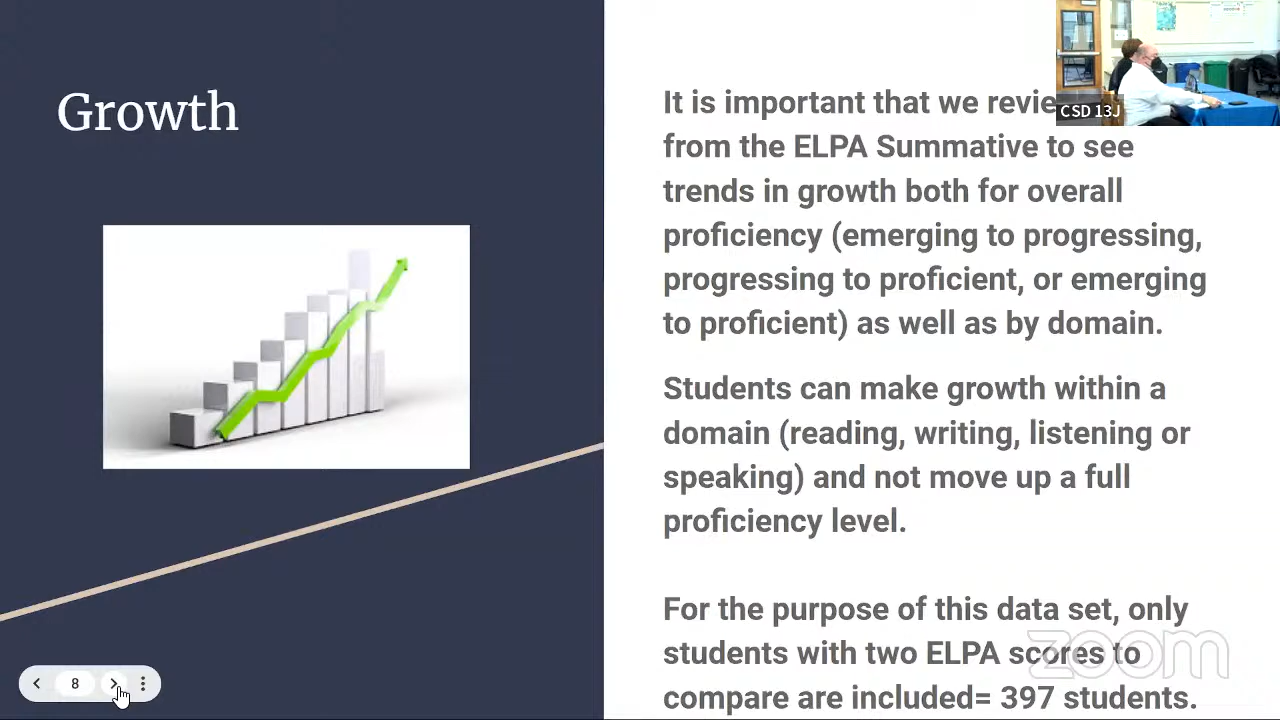 Growth
It is important that we revie
from the ELPA Summative to see
trends in growth both for overall
proficiency (emerging to progressing,
progressing to proficient, or emerging
to proficient) as well as by domain.
Students can make growth within a
domain (reading, writing, listening or
speaking) and not move up a full
proficiency level.
For the purpose of this data set, only
students with two ELPA scores to
compare are included= 397 students.
CSD 13J
8
zoom